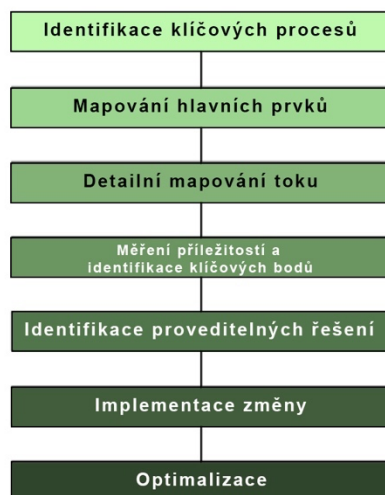 Identifikace klíčových procesů
Mapování hlavních prvků
Detailní mapování toku
Měření příležitostí a
identifikace klíčových bodů
Identifikace proveditelných řešení
Implementace změny
Optimalizace